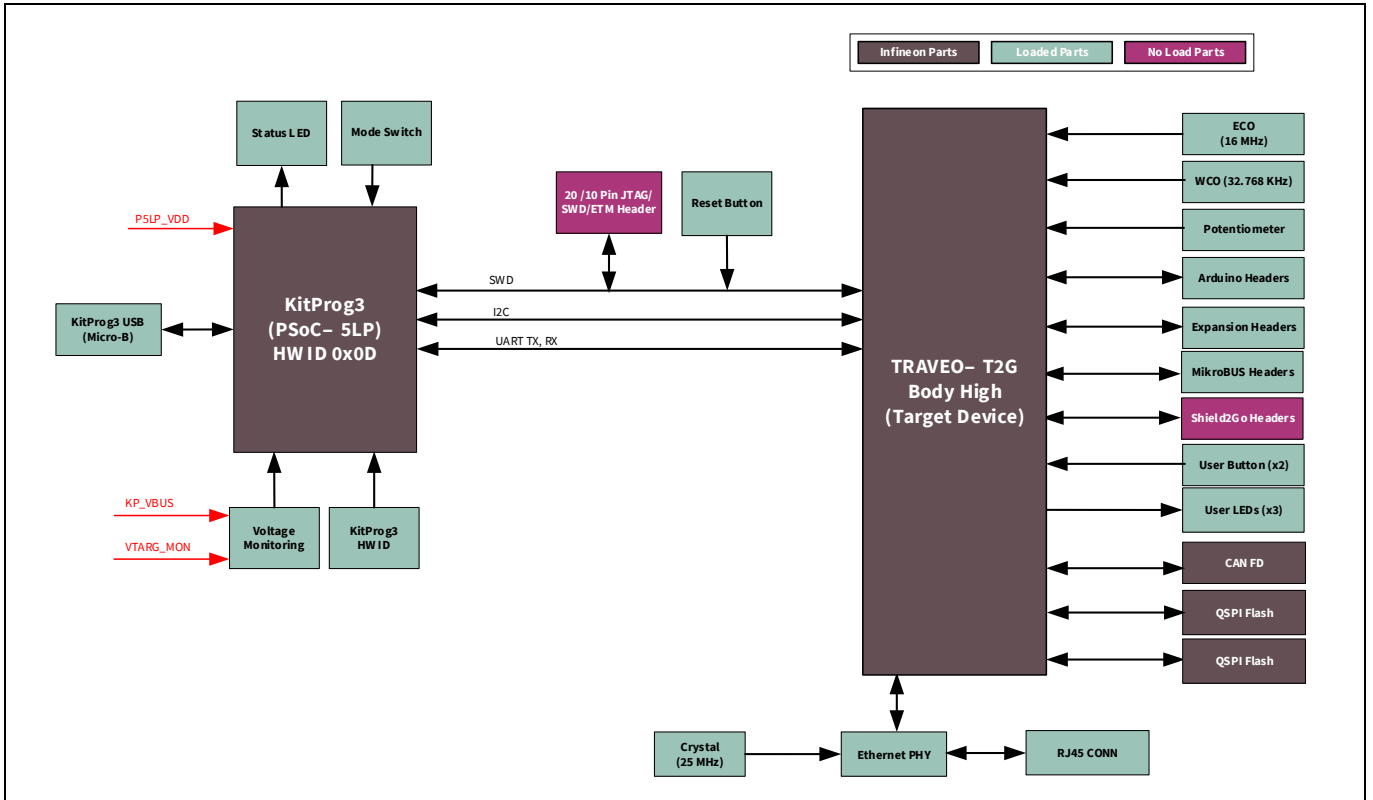 Infineon Parts
Loaded Parts
No Load Parts
Status LED
Mode Switch
P5LP_VDD
KitProg3
(PSoC– 5LP)
HW ID 0x0D
KitProg3 USB
(Micro-B)
KP_VBUS
VTARG_MON
Voltage
Monitoring
KitProg3
HW ID
20 /10 Pin JTAG/
SWD/ETM Header
Reset Button
SWD
I2C
UART TX, RX
TRAVEO– T2G
Body High
(Target Device)
ECO
(16 MHz)
WCO (32.768 KHz)
Potentiometer
Arduino Headers
Expansion Headers
MikroBUS Headers
Shield2Go Headers
User Button (x2)
User LEDs (x3)
CAN FD
QSPI Flash
QSPI Flash
Crystal
(25 MHz)
Ethernet PHY
RJ45 CONN